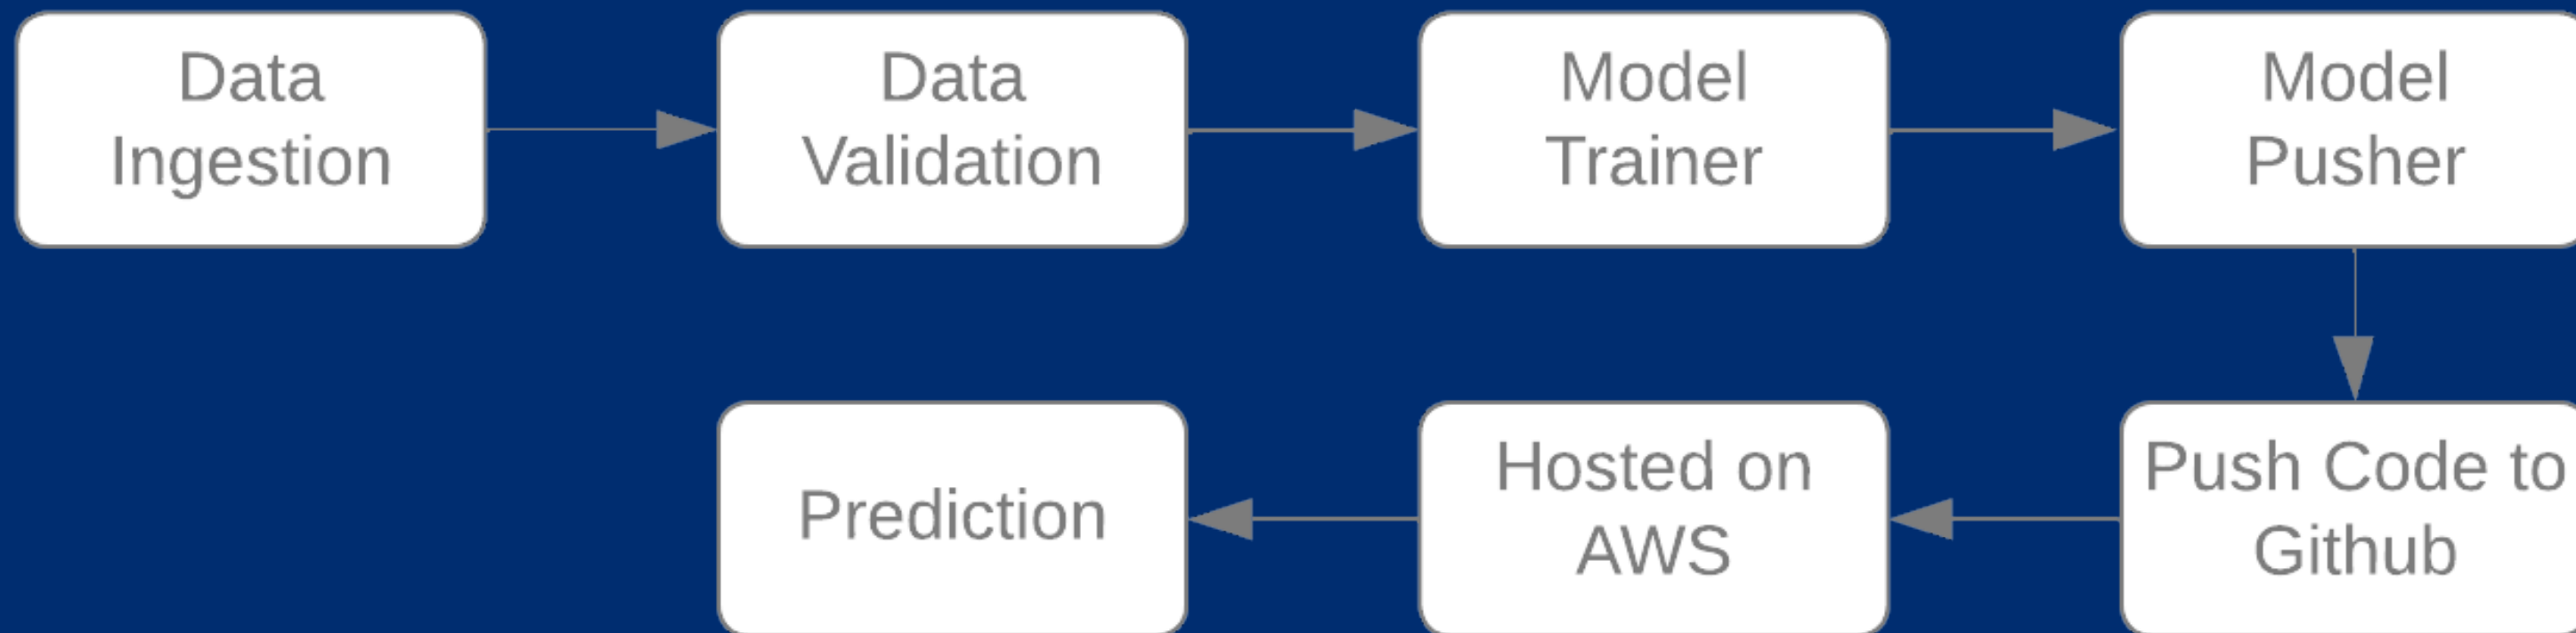 Data
Ingestion
Data
Validation
Model
Trainer
Model
Pusher
Prediction
Hosted on
AWS
Push Code to
Github